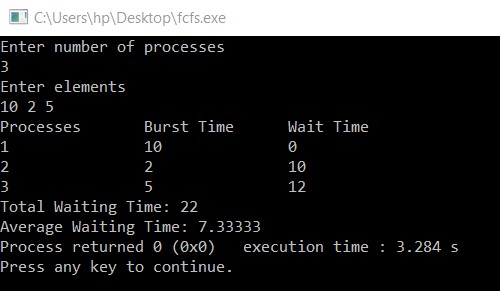 C:\Users\hp\Desktop\fcfs.exe
Enter number of processes
3
Enter elements
10 2 5
Processes Burst Time Wait Time
1 10 0
2 2 10
3 5 12
Total Waiting Time: 22
Average Waiting Time: 7.33333
Process returned 0 (0x0) execution time : 3.284 s
Press any key to continue.